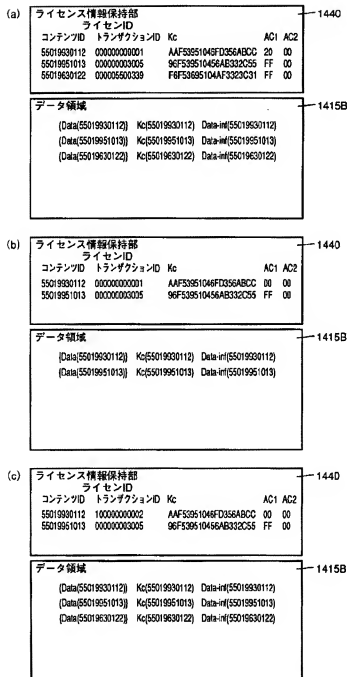 (a) ライセンス情報保持部 1440
ライセンID
コンテンツID トランザクションID Kc AC1 AC2
55019930112 000000000001 AAF53951046FD356ABCC 20 00
55019951013 000000003005 96F539510456AB332C55 FF 00
55019630122 000005500339 F6F53695104AF3323C31 FF 00
データ領域 1415B
{Data(55019930112)} Kc(55019930112) Data-inf(55019930112)
{Data(55019951013)} Kc(55019951013) Data-inf(55019951013)
{Data(55019630122)} Kc(55019630122) Data-inf(55019630122)
(b) ライセンス情報保持部 1440
ライセンID
コンテンツID トランザクションID Kc AC1 AC2
55019930112 000000000001 AAF53951046FD356ABCC 00 00
55019951013 000000003005 96F539510456AB332C55 FF 00
データ領域 1415B
{Data(55019930112)} Kc(55019930112) Data-inf(55019930112)
{Data(55019951013)} Kc(55019951013) Data-inf(55019951013)
(c) ライセンス情報保持部 1440
ライセンID
コンテンツID トランザクションID Kc AC1 AC2
55019930112 100000000002 AAF53951046FD356ABCC 00 00
55019951013 000000003005 96F539510456AB332C55 FF 00
データ領域 1415B
{Data(55019930112)} Kc(55019930112) Data-inf(55019930112)
{Data(55019951013)} Kc(55019951013) Data-inf(55019951013)
{Data(55019630122)} Kc(55019630122) Data-inf(55019630122)